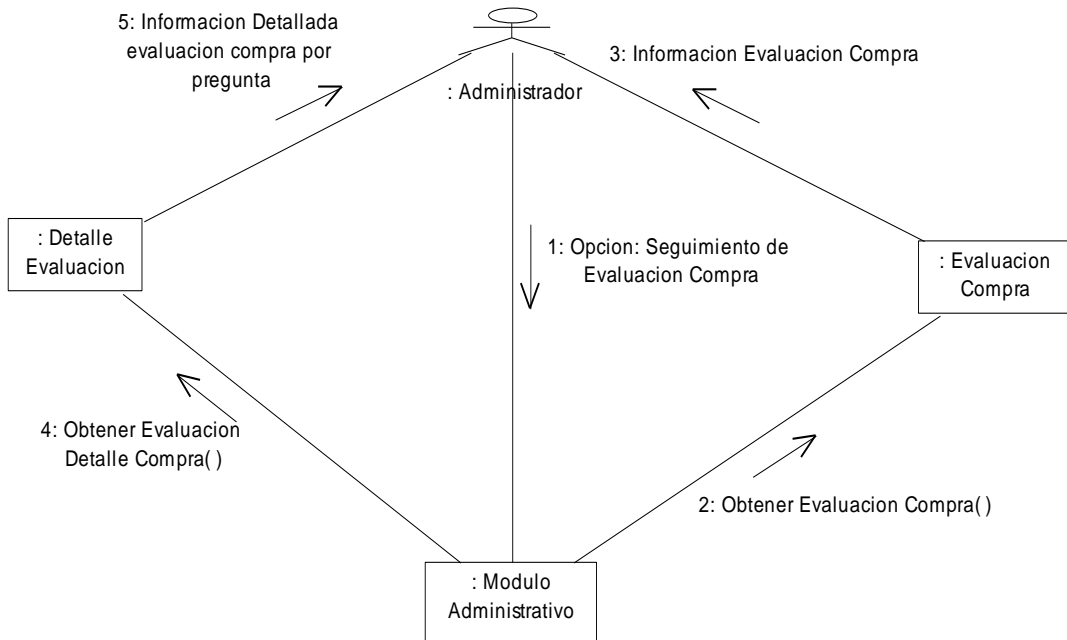 5: Informacion Detallada
evaluacion compra por
pregunta
3: Informacion Evaluacion Compra
: Administrador
: Detalle
Evaluacion
1: Opcion: Seguimiento de
Evaluacion Compra
: Evaluacion
Compra
4: Obtener Evaluacion
Detalle Compra( )
2: Obtener Evaluacion Compra( )
: Modulo
Administrativo